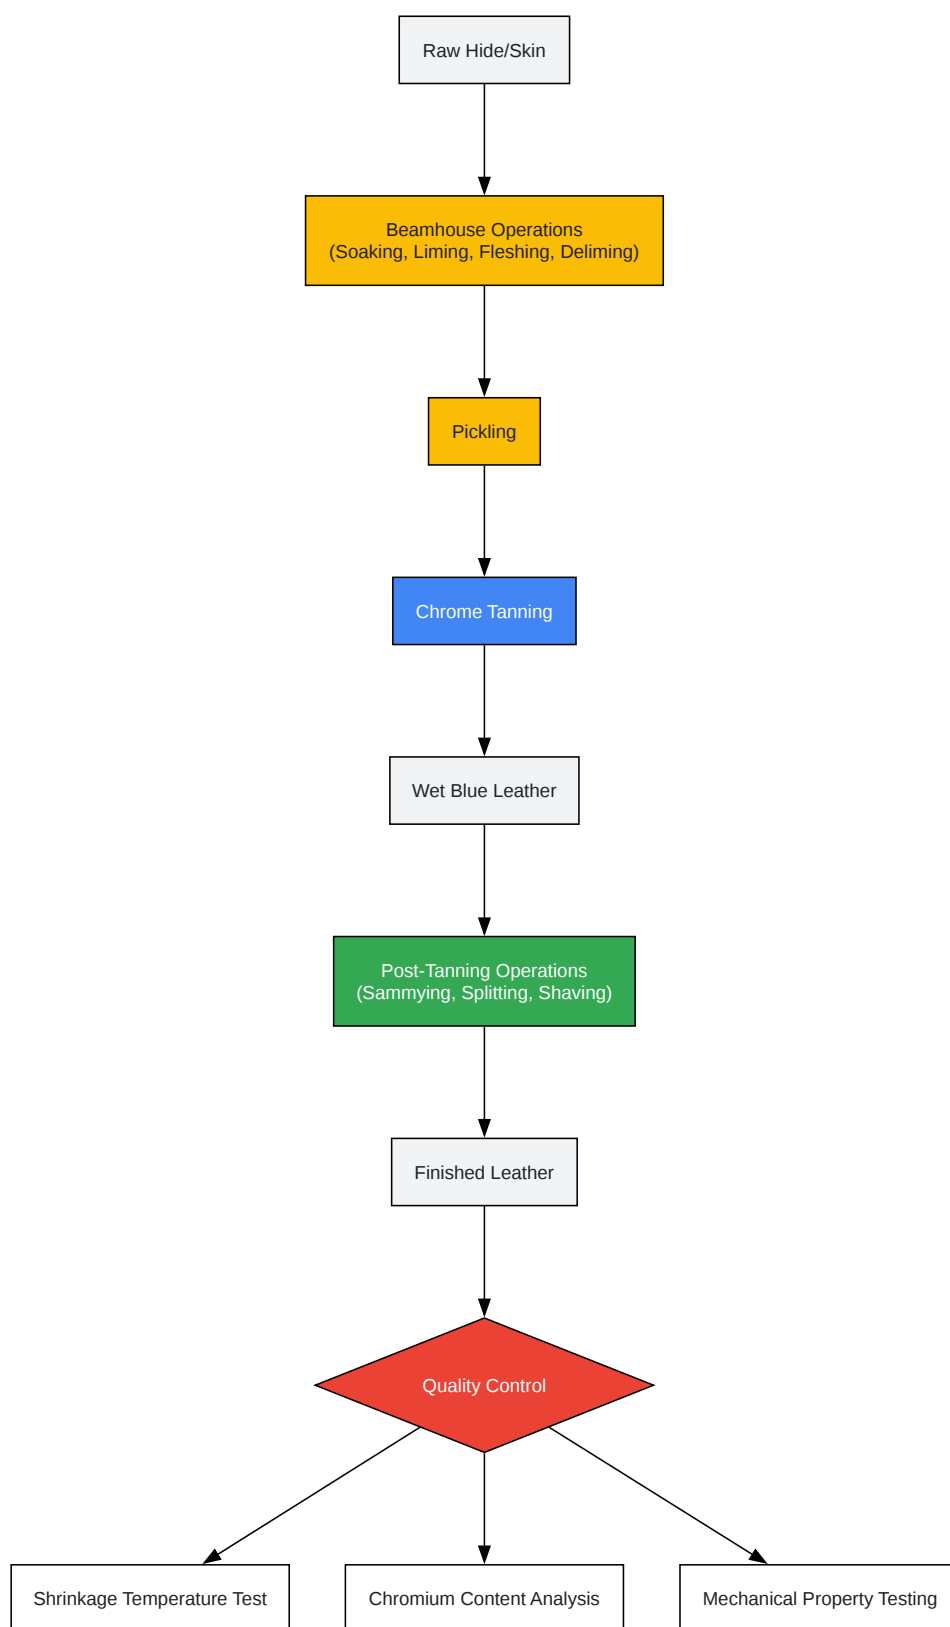 Raw Hide/Skin
Beamhouse Operations
(Soaking, Liming, Fleshing, Deliming)
Pickling
Chrome Tanning
Wet Blue Leather
Post-Tanning Operations
(Sammying, Splitting, Shaving)
Finished Leather
Quality Control
Shrinkage Temperature Test
Chromium Content Analysis
Mechanical Property Testing